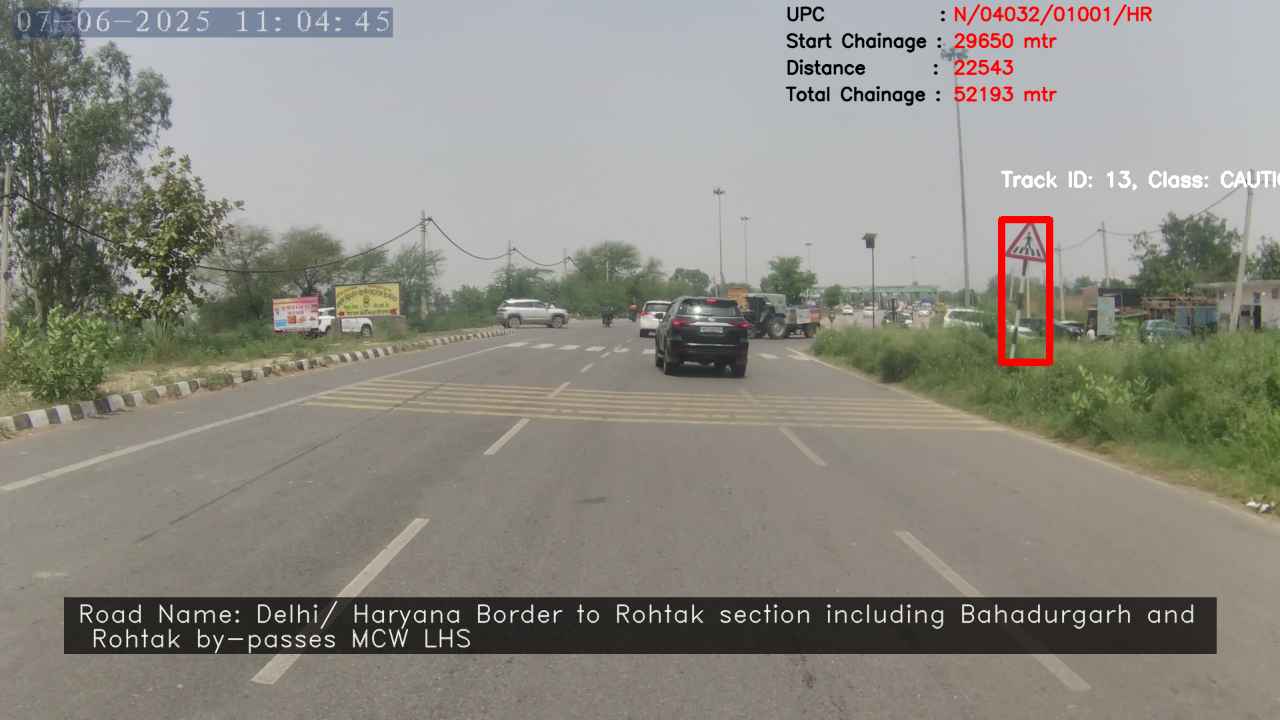 07-06-2025 11:04:45
UPC : N/04032/01001/HR
Start Chainage : 29650 mtr
Distance : 22543
Total Chainage : 52193 mtr
Track ID: 13, Class: CAUTIO
Road Name: Delhi/ Haryana Border to Rohtak section including Bahadurgarh and
Rohtak by-passes MCW LHS